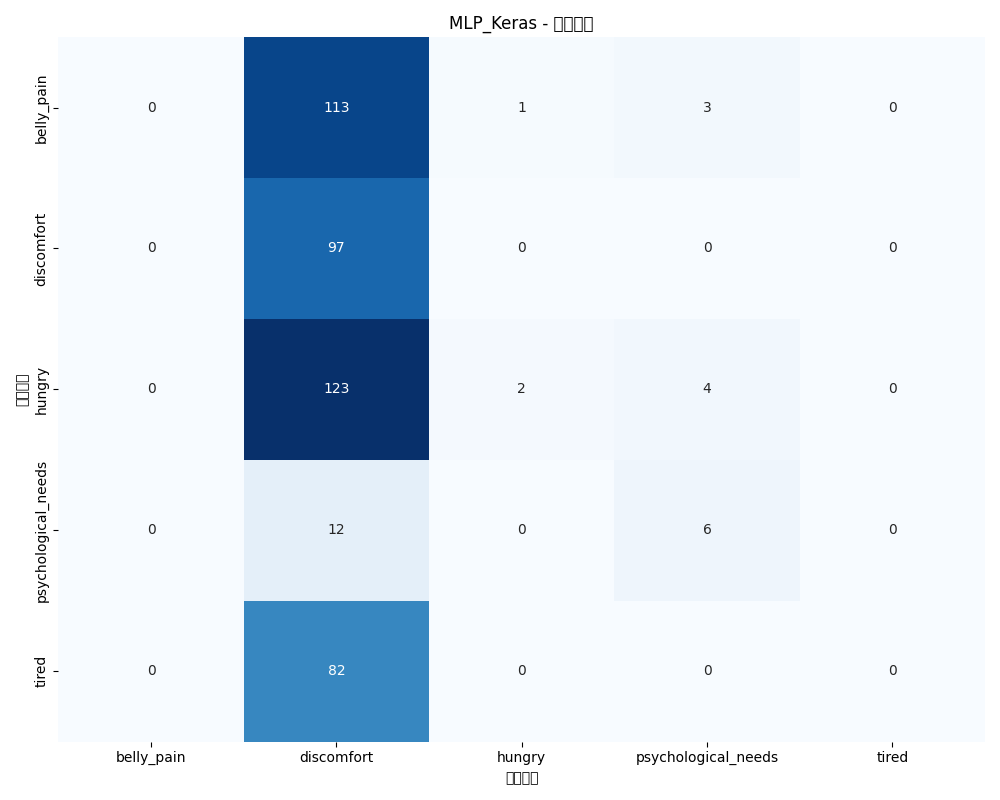 MLP_Keras -
belly_pain
0 113 1 3 0
discomfort
0 97 0 0 0
hungry
0 123 2 4 0
psychological_needs
0 12 0 6 0
tired
0 82 0 0 0
belly_pain discomfort hungry psychological_needs tired